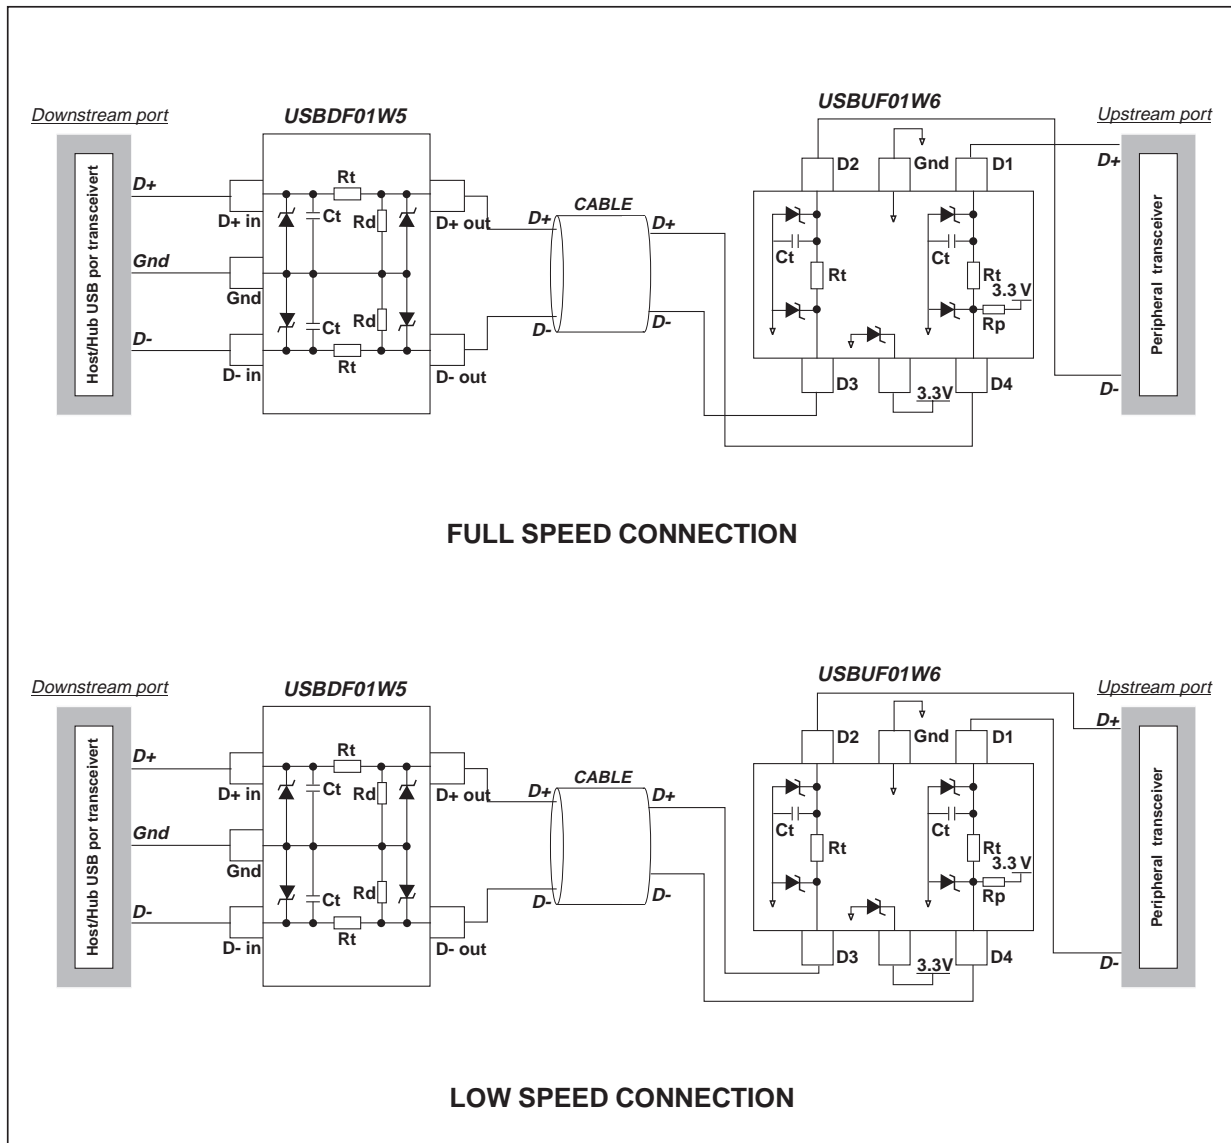 USBDF01W5
USBUF01W6
Downstream port
Upstream port
Host/Hub USB por transceivert
D+
Gnd
D-
D+ in
Gnd
D- in
Rt
Ct
Rd
Ct
Rd
Rt
D+ out
D- out
CABLE
D+
D-
D+
D-
D2
Gnd
D1
Ct
Rt
Ct
Rt
3.3 V
Rp
D3
3.3V
D4
D+
D-
Peripheral transceiver
FULL SPEED CONNECTION
USBDF01W5
USBUF01W6
Downstream port
Upstream port
Host/Hub USB por transceivert
D+
Gnd
D-
D+ in
Gnd
D- in
Rt
Ct
Rd
Ct
Rd
Rt
D+ out
D- out
CABLE
D+
D-
D+
D-
D2
Gnd
D1
Ct
Rt
Ct
Rt
3.3 V
Rp
D3
3.3V
D4
D+
D-
Peripheral transceiver
LOW SPEED CONNECTION